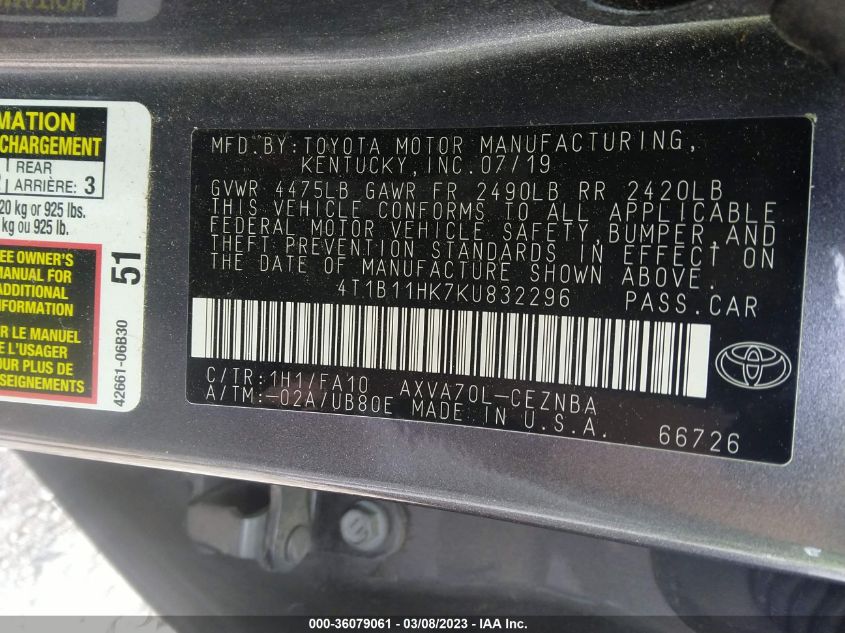 MATION
CHARGEMENT
REAR
ARRIÈRE: 3
20 kg or 925 lbs.
kg ou 925 lb.
EE OWNER'S
MANUAL FOR
ADDITIONAL
NFORMATION
R LE MANUEL
E L'USAGER
POUR PLUS DE
NSEIGNEMENTS
51
42661-06B30
MFD.BY:TOYOTA MOTOR MANUFACTURING,
KENTUCKY,INC.07/19
GVWR 4475LB GAWR FR 2490LB RR 2420LB
THIS VEHICLE CONFORMS TO ALL APPLICABLE
FEDERAL MOTOR VEHICLE SAFETY,BUMPER,AND
THEFT PREVENTION STANDARDS IN EFFECT ON
THE DATE OF MANUFACTURE SHOWN ABOVE.
4T1B11HK7KU832296 PASS.CAR
C/TR:1H1/FA10 AXVA70L-CEZNBA
A/TM:-02A/UB80E MADE IN U.S.A.
66726
000-36079061 — 03/08/2023 — IAA Inc.